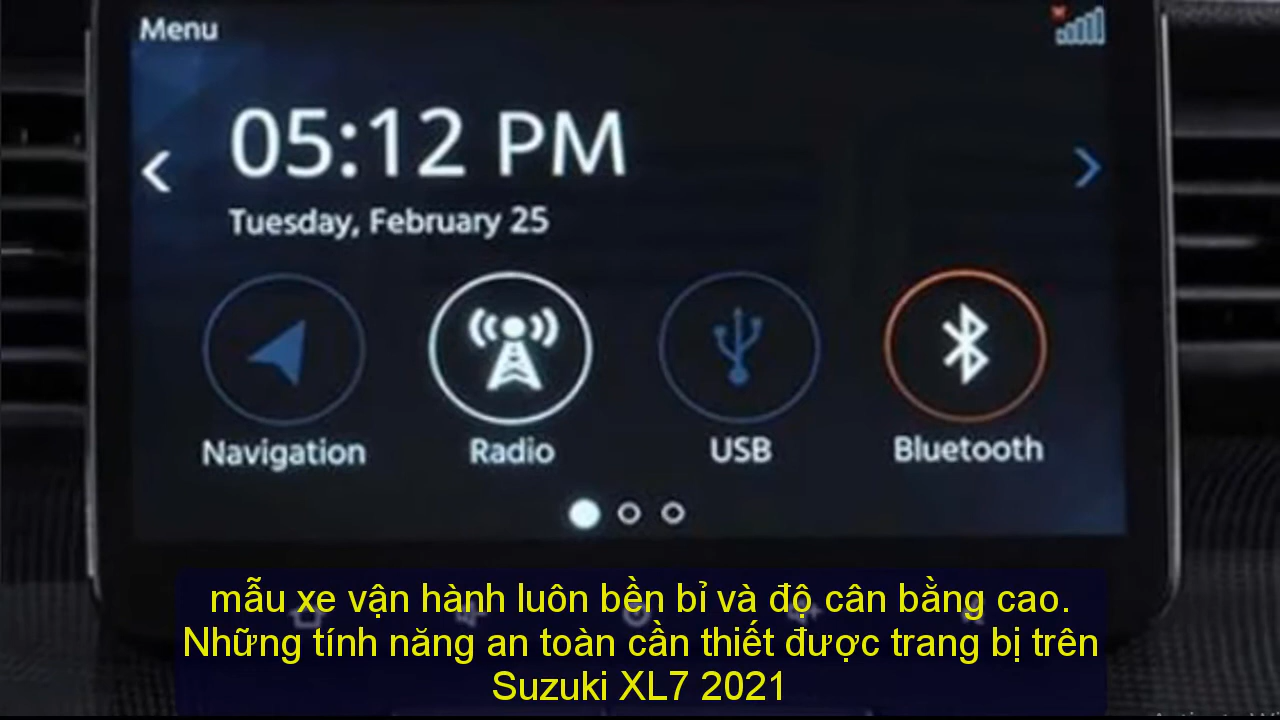 Menu
05:12 PM
Tuesday, February 25
Navigation Radio USB Bluetooth
mẫu xe vận hành luôn bền bỉ và độ cân bằng cao.
Những tính năng an toàn cần thiết được trang bị trên
Suzuki XL7 2021